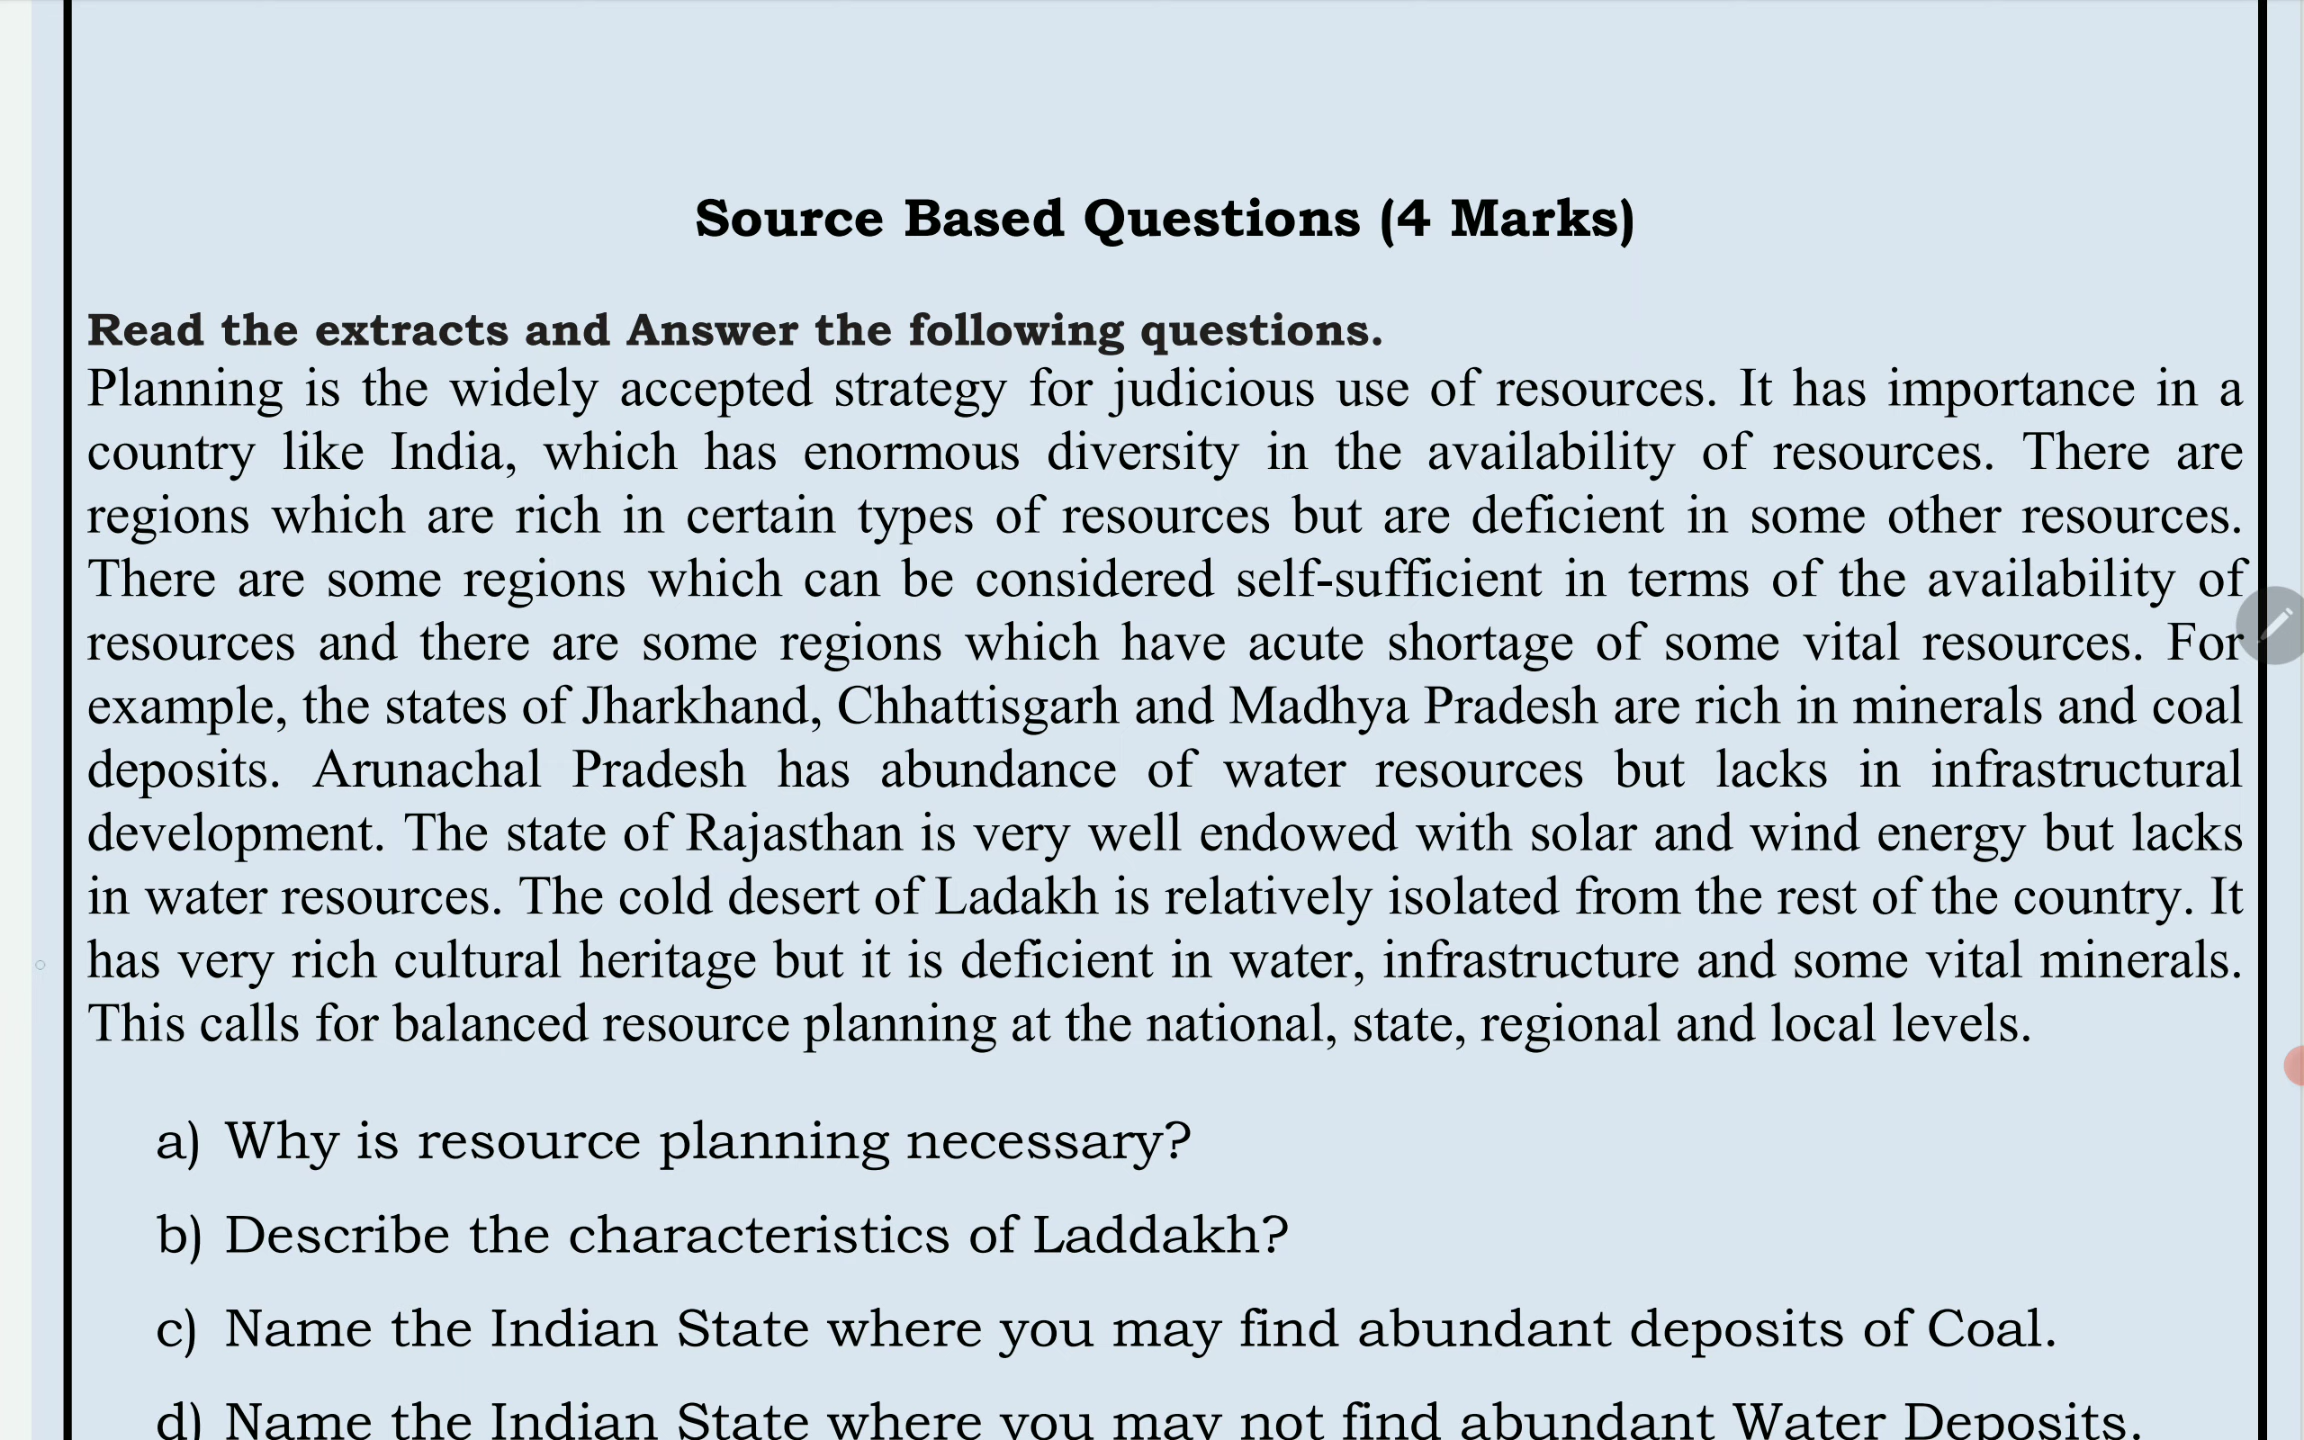 Source Based Questions (4 Marks)
Read the extracts and Answer the following questions.
Planning is the widely accepted strategy for judicious use of resources. It has importance in a
country like India, which has enormous diversity in the availability of resources. There are
regions which are rich in certain types of resources but are deficient in some other resources.
There are some regions which can be considered self-sufficient in terms of the availability of
resources and there are some regions which have acute shortage of some vital resources. For
example, the states of Jharkhand, Chhattisgarh and Madhya Pradesh are rich in minerals and coal
deposits. Arunachal Pradesh has abundance of water resources but lacks in infrastructural
development. The state of Rajasthan is very well endowed with solar and wind energy but lacks
in water resources. The cold desert of Ladakh is relatively isolated from the rest of the country. It
has very rich cultural heritage but it is deficient in water, infrastructure and some vital minerals.
This calls for balanced resource planning at the national, state, regional and local levels.
a) Why is resource planning necessary?
b) Describe the characteristics of Laddakh?
c) Name the Indian State where you may find abundant deposits of Coal.
d) Name the Indian State where you may not find abundant Water Deposits.